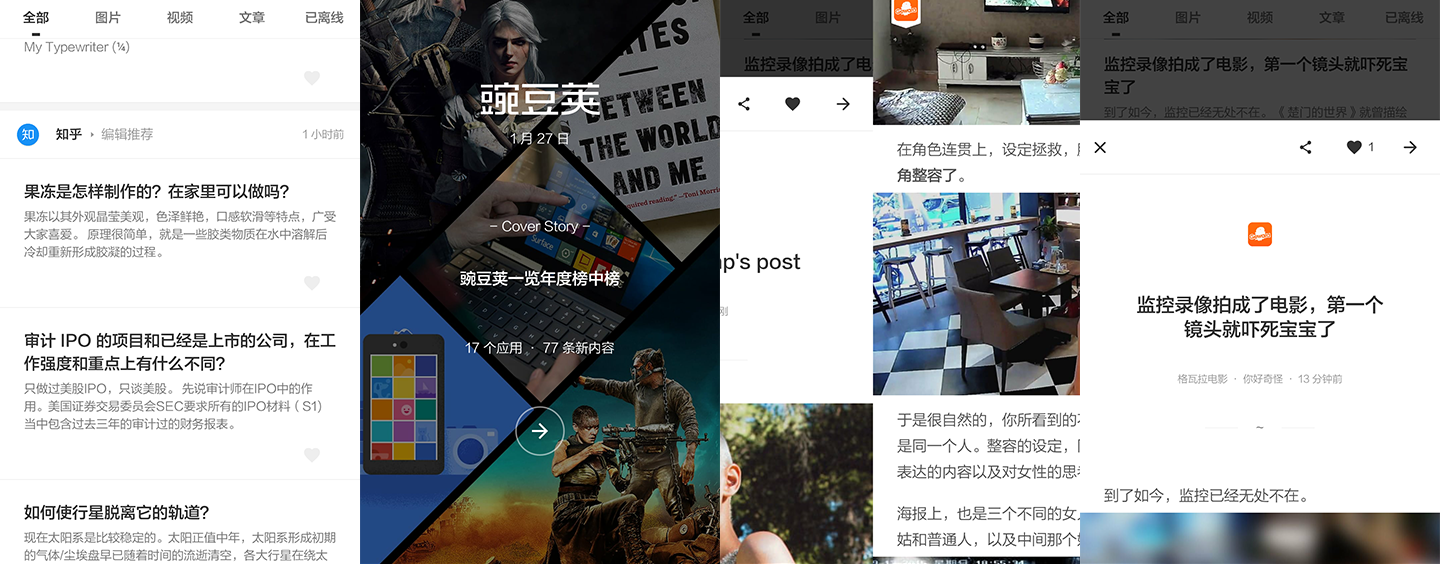 全部 图片 视频 文章 已离线
My Typewriter (¼)
知 知乎 编辑推荐 1 小时前
果冻是怎样制作的？在家里可以做吗？
果冻以其外观晶莹美观，色泽鲜艳，口感软滑等特点，广受
大家喜爱。 原理很简单，就是一些胶类物质在水中溶解后
冷却重新形成胶凝的过程。
审计 IPO 的项目和已经是上市的公司，在工
作强度和重点上有什么不同？
只做过美股IPO，只谈美股。 先说审计师在IPO中的作
用。美国证券交易委员会SEC要求所有的IPO材料（ S1）
当中包含过去三年的审计过的财务报表。
如何使行星脱离它的轨道？
现在太阳系是比较稳定的。太阳正值中年，太阳系形成初期
的气体/尘埃盘早已随着时间的流逝清空，各大行星在绕太
BETWEEN
THE WORLD
AND ME
豌豆荚
1 月 27 日
– Cover Story –
豌豆荚一览年度榜中榜
17 个应用 · 77 条新内容
Surface
全部 图片
监控录像拍成了电
p's post
在角色连贯上，设定拯救，
角整容了。
于是很自然的，你所看到的
是同一个人。整容的设定，
表达的内容以及对女性的思
海报上，也是三个不同的女
姑和普通人，以及中间那个
全部 图片 视频 文章 已离线
监控录像拍成了电影，第一个镜头就吓死宝
宝了
到了如今，监控已经无处不在。《楚门的世界》就曾描绘
1
监控录像拍成了电影，第一个
镜头就吓死宝宝了
格瓦拉电影 · 你好奇怪 · 13 分钟前
到了如今，监控已经无处不在。